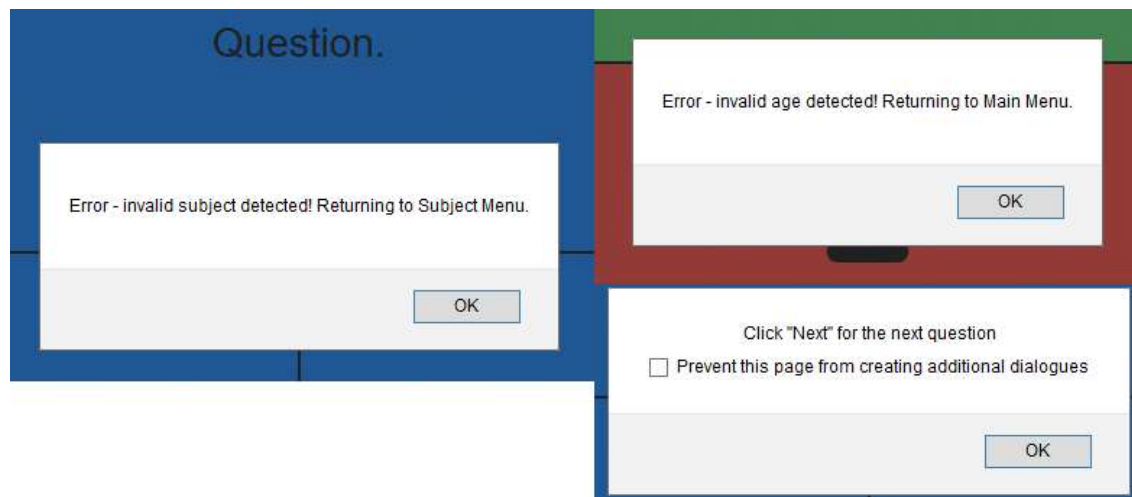 Question.
Error - invalid subject detected! Returning to Subject Menu.
OK
Error - invalid age detected! Returning to Main Menu.
OK
Click "Next" for the next question
Prevent this page from creating additional dialogues
OK